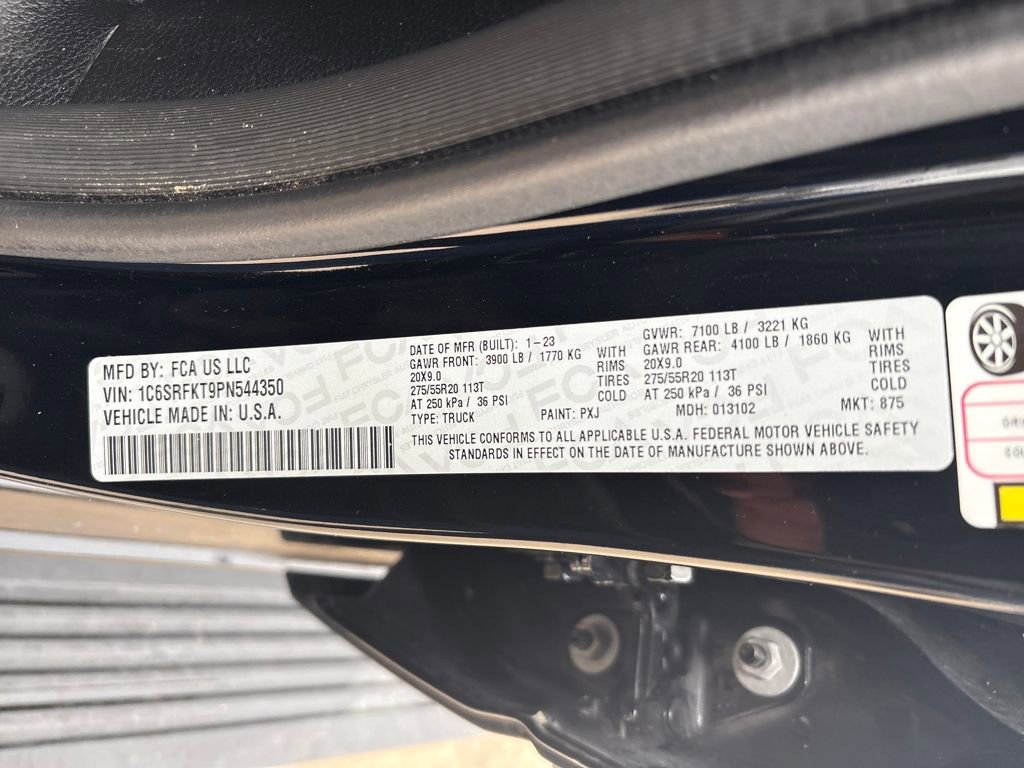 MFD BY: FCA US LLC
VIN: 1C6SRFKT9PN544350
VEHICLE MADE IN: U.S.A.
DATE OF MFR (BUILT): 1-23
GAWR FRONT: 3900 LB / 1770 KG WITH
20X9.0 RIMS
275/55R20 113T TIRES
AT 250 kPa / 36 PSI COLD
TYPE: TRUCK
GVWR: 7100 LB / 3221 KG
GAWR REAR: 4100 LB / 1860 KG WITH
20X9.0 RIMS
275/55R20 113T TIRES
AT 250 kPa / 36 PSI COLD
PAINT: PXJ MDH: 013102 MKT: 875
THIS VEHICLE CONFORMS TO ALL APPLICABLE U.S.A. FEDERAL MOTOR VEHICLE SAFETY
STANDARDS IN EFFECT ON THE DATE OF MANUFACTURE SHOWN ABOVE.